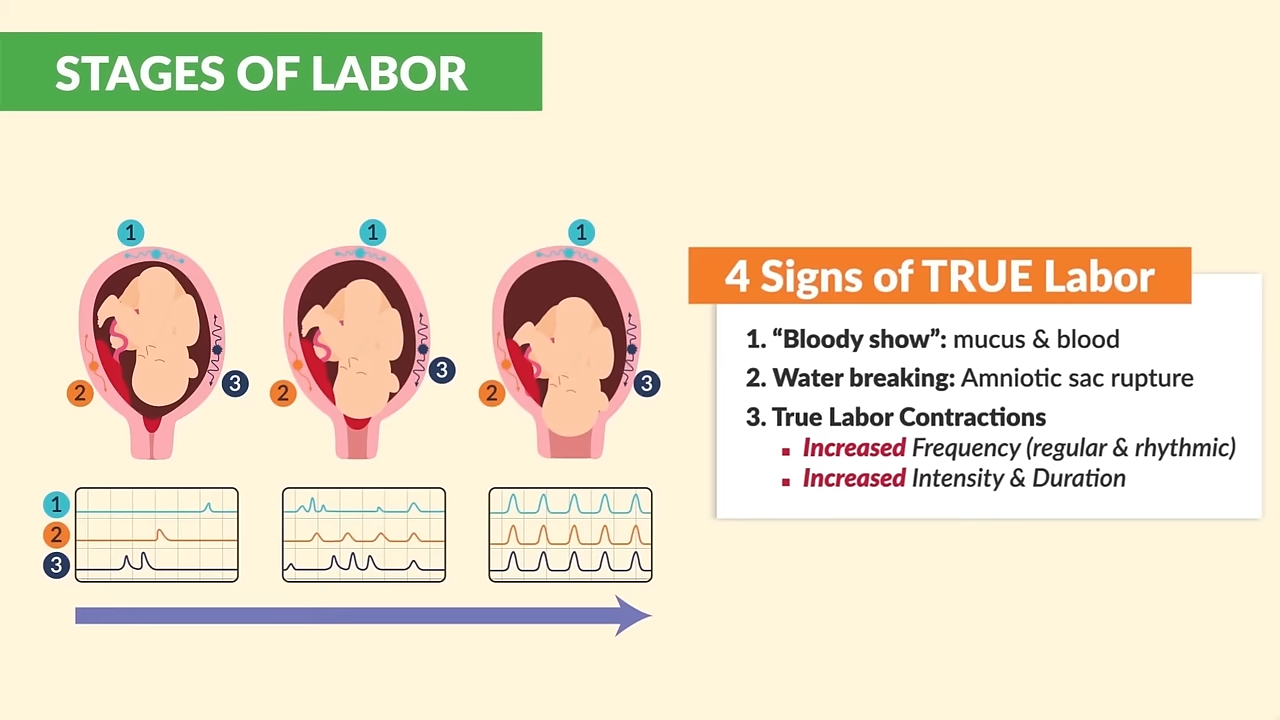 STAGES OF LABOR
1
1
1
2
3
2
3
2
3
1
2
3
4 Signs of TRUE Labor
1. “Bloody show”: mucus & blood
2. Water breaking: Amniotic sac rupture
3. True Labor Contractions
▪ Increased Frequency (regular & rhythmic)
▪ Increased Intensity & Duration